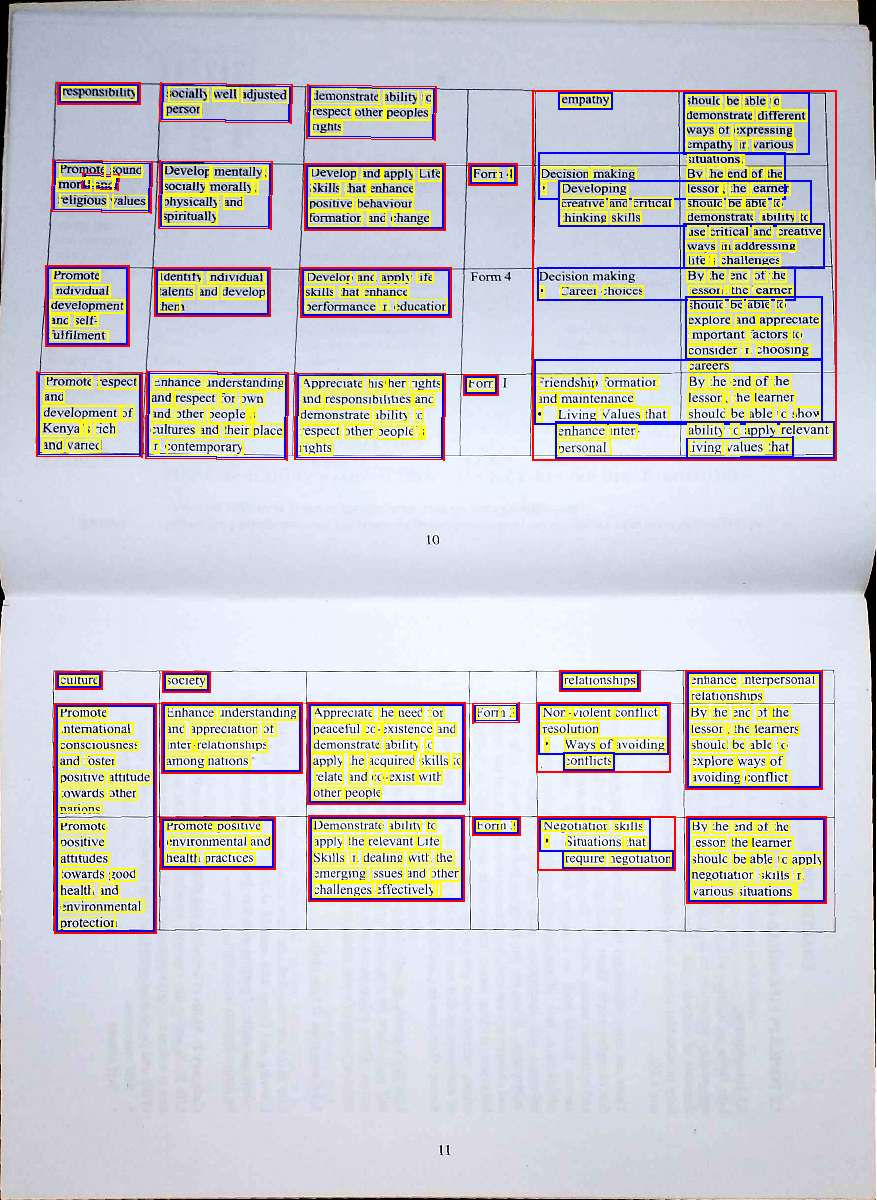 responsibility
socially well adjusted
person
demonstrate ability to
respect other peoples
rights
empathy
should be able to
demonstrate different
ways of expressing
empathy in various
situations.
Promote sound
moral and
religious values
Develop mentally,
socially morally,
physically and
spiritually
Develop and apply Life
skills that enhance
positive behaviour
formation and change
Form 4
Decision making
• Developing
creative and critical
thinking skills
By the end of the
lesson, the learner
should be able to
demonstrate ability to
use critical and creative
ways in addressing
life's challenges
Promote
individual
development
and self-
fulfilment
Identify individual
talents and develop
them
Develop and apply life
skills that enhance
performance in education
Form 4
Decision making
• Career choices
By the end of the
lesson, the learner
should be able to
explore and appreciate
important factors to
consider in choosing
careers
Promote respect
and
development of
Kenya's rich
and varied
Enhance understanding
and respect for own
and other people's
cultures and their place
in contemporary
Appreciate his/her rights
and responsibilities and
demonstrate ability to
respect other people's
rights
Form 1
Friendship formation
and maintenance
• Living Values that
enhance inter-
personal
By the end of the
lesson, the learner
should be able to show
ability to apply relevant
living values that
10
culture
society
relationships
enhance interpersonal
relationships
Promote
international
consciousness
and foster
positive attitude
towards other
nations
Enhance understanding
and appreciation of
inter-relationships
among nations
Appreciate the need for
peaceful co-existence and
demonstrate ability to
apply the acquired skills to
relate and co-exist with
other people
Form
Non-violent conflict
resolution
• Ways of avoiding
conflicts
By the end of the
lesson, the learners
should be able to
explore ways of
avoiding conflict
Promote
positive
attitudes
towards good
health and
environmental
protection
Promote positive
environmental and
health practices
Demonstrate ability to
apply the relevant Life
Skills in dealing with the
emerging issues and other
challenges effectively
Form
Negotiation skills
• Situations that
require negotiation
By the end of the
lesson the learner
should be able to apply
negotiation skills in
various situations
11